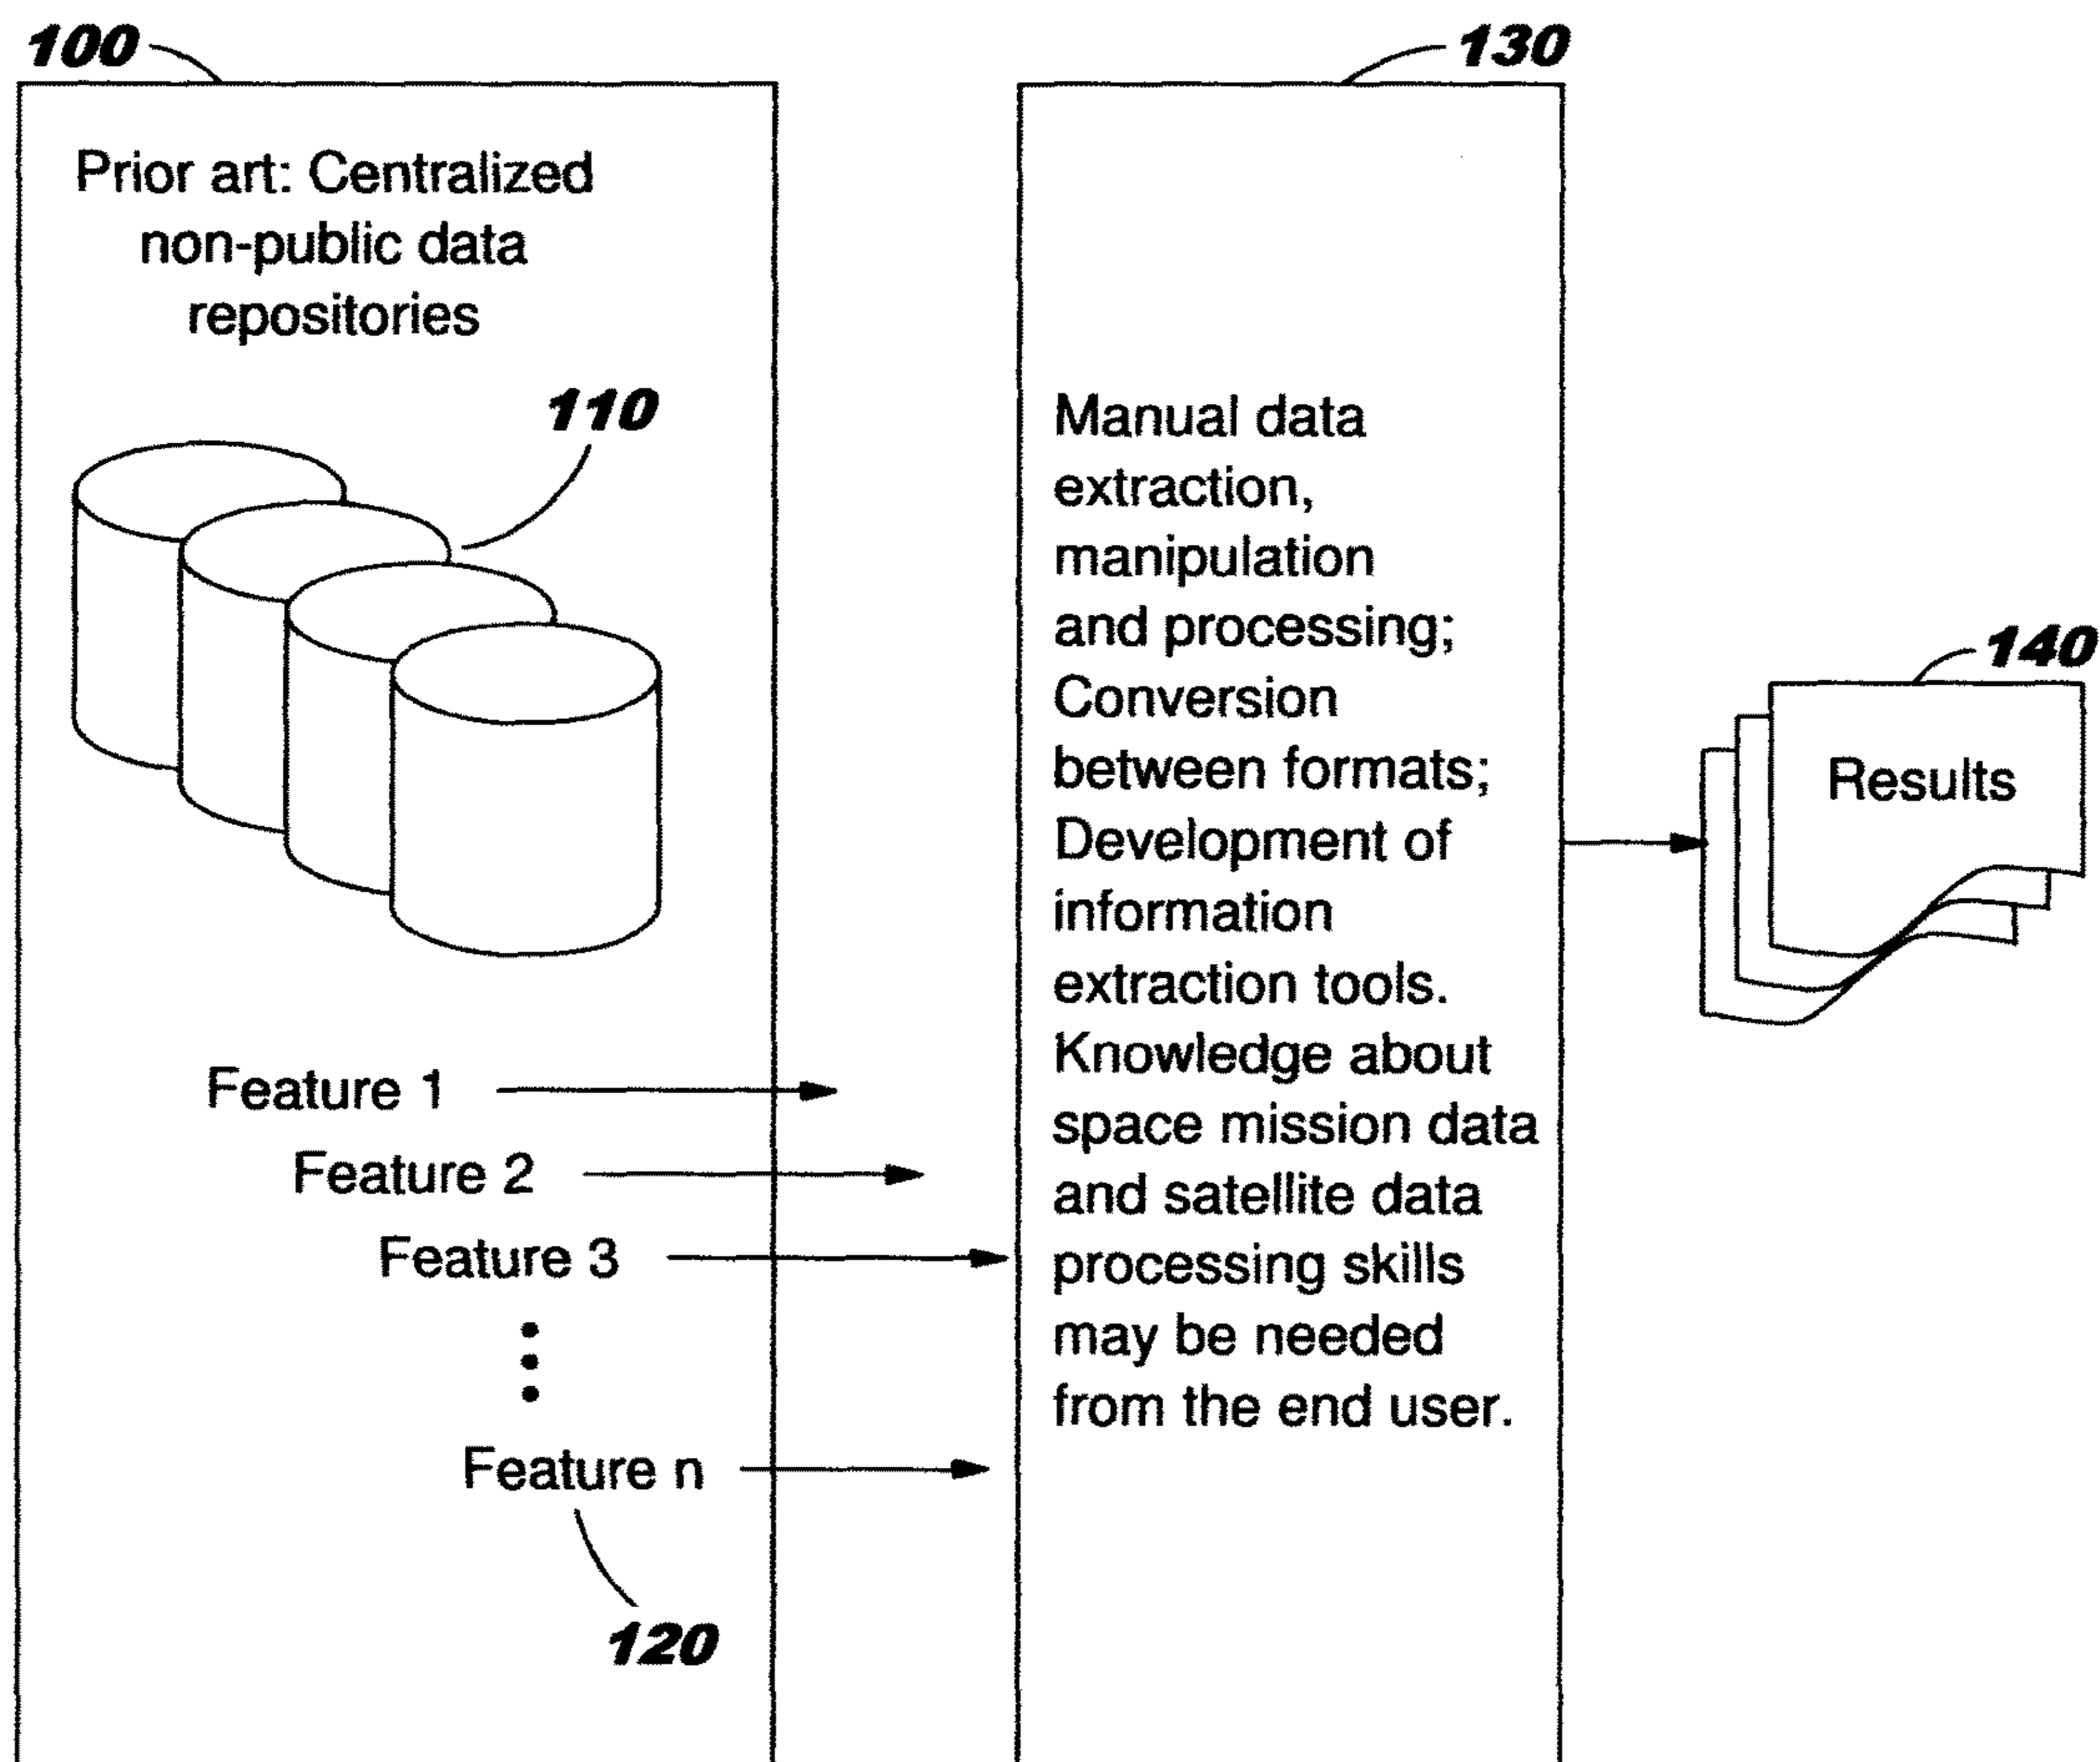 100
130
Prior art: Centralized
non-public data
repositories
110
Manual data
extraction,
manipulation
and processing;
Conversion
between formats;
Development of
information
extraction tools.
Knowledge about
space mission data
and satellite data
processing skills
may be needed
from the end user.
140
Results
Feature 1
Feature 2
Feature 3
Feature n
120